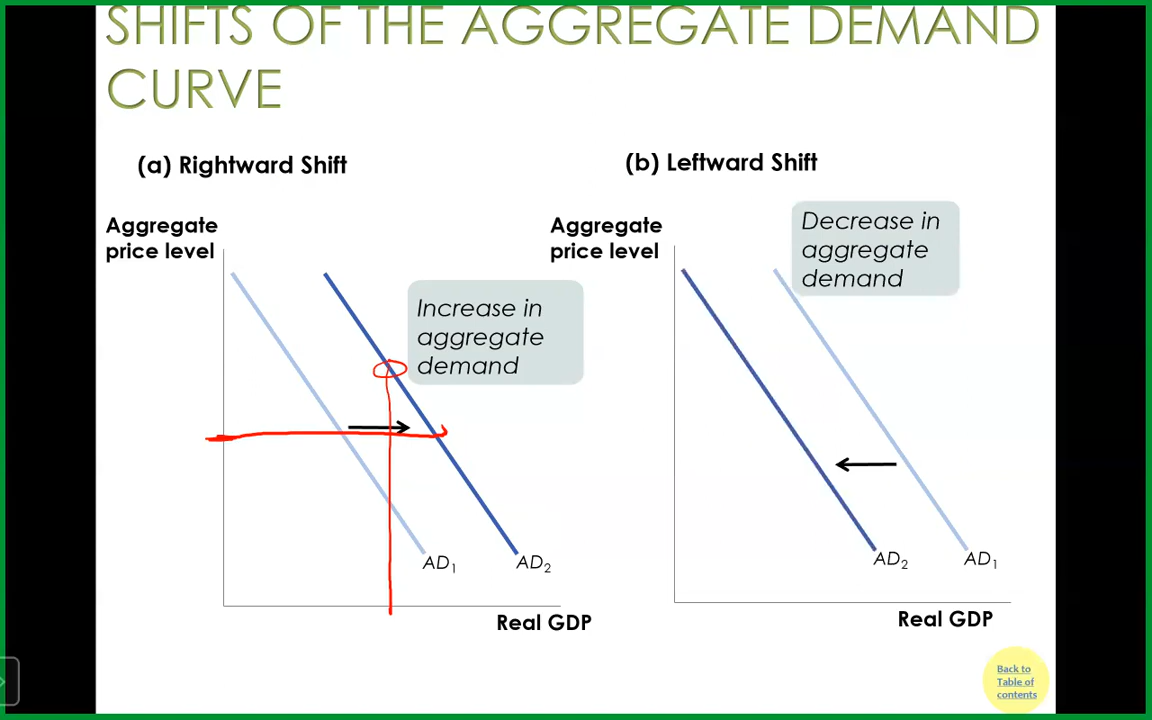 SHIFTS OF THE AGGREGATE DEMAND
CURVE
(a) Rightward Shift
(b) Leftward Shift
Aggregate
price level
Increase in
aggregate
demand
AD₁
AD₂
Real GDP
Aggregate
price level
Decrease in
aggregate
demand
AD₂
AD₁
Real GDP
Back to
Table of
contents